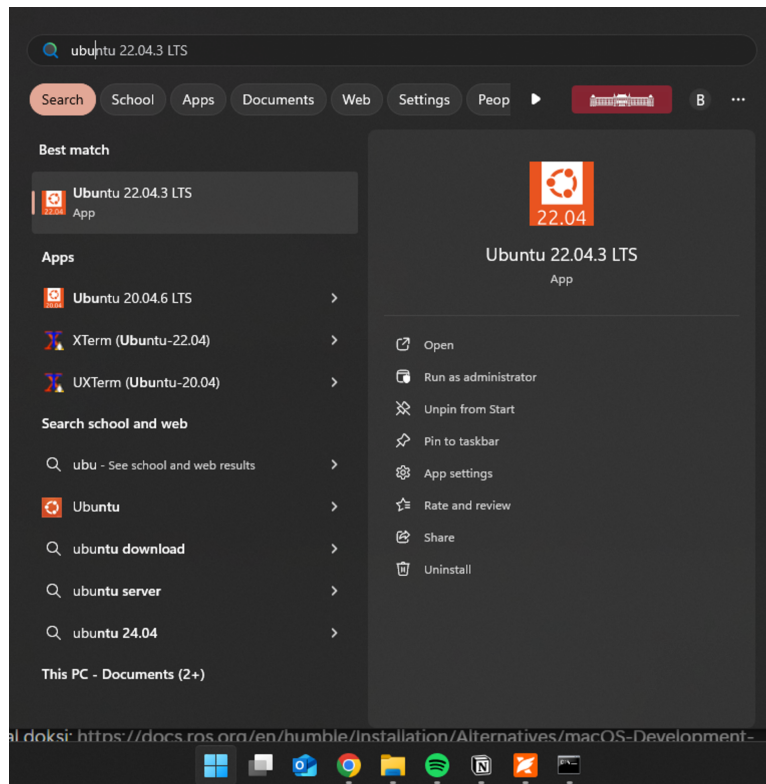 ubuntu 22.04.3 LTS
Search School Apps Documents Web Settings Peop B
Best match
Ubuntu 22.04.3 LTS
App
Apps
Ubuntu 20.04.6 LTS
XTerm (Ubuntu-22.04)
UXTerm (Ubuntu-20.04)
Search school and web
ubu - See school and web results
Ubuntu
ubuntu download
ubuntu server
ubuntu 24.04
This PC - Documents (2+)
22.04
Ubuntu 22.04.3 LTS
App
Open
Run as administrator
Unpin from Start
Pin to taskbar
App settings
Rate and review
Share
Uninstall
al doksi: https://docs.ros.org/en/humble/Installation/Alternatives/macOS-Development-